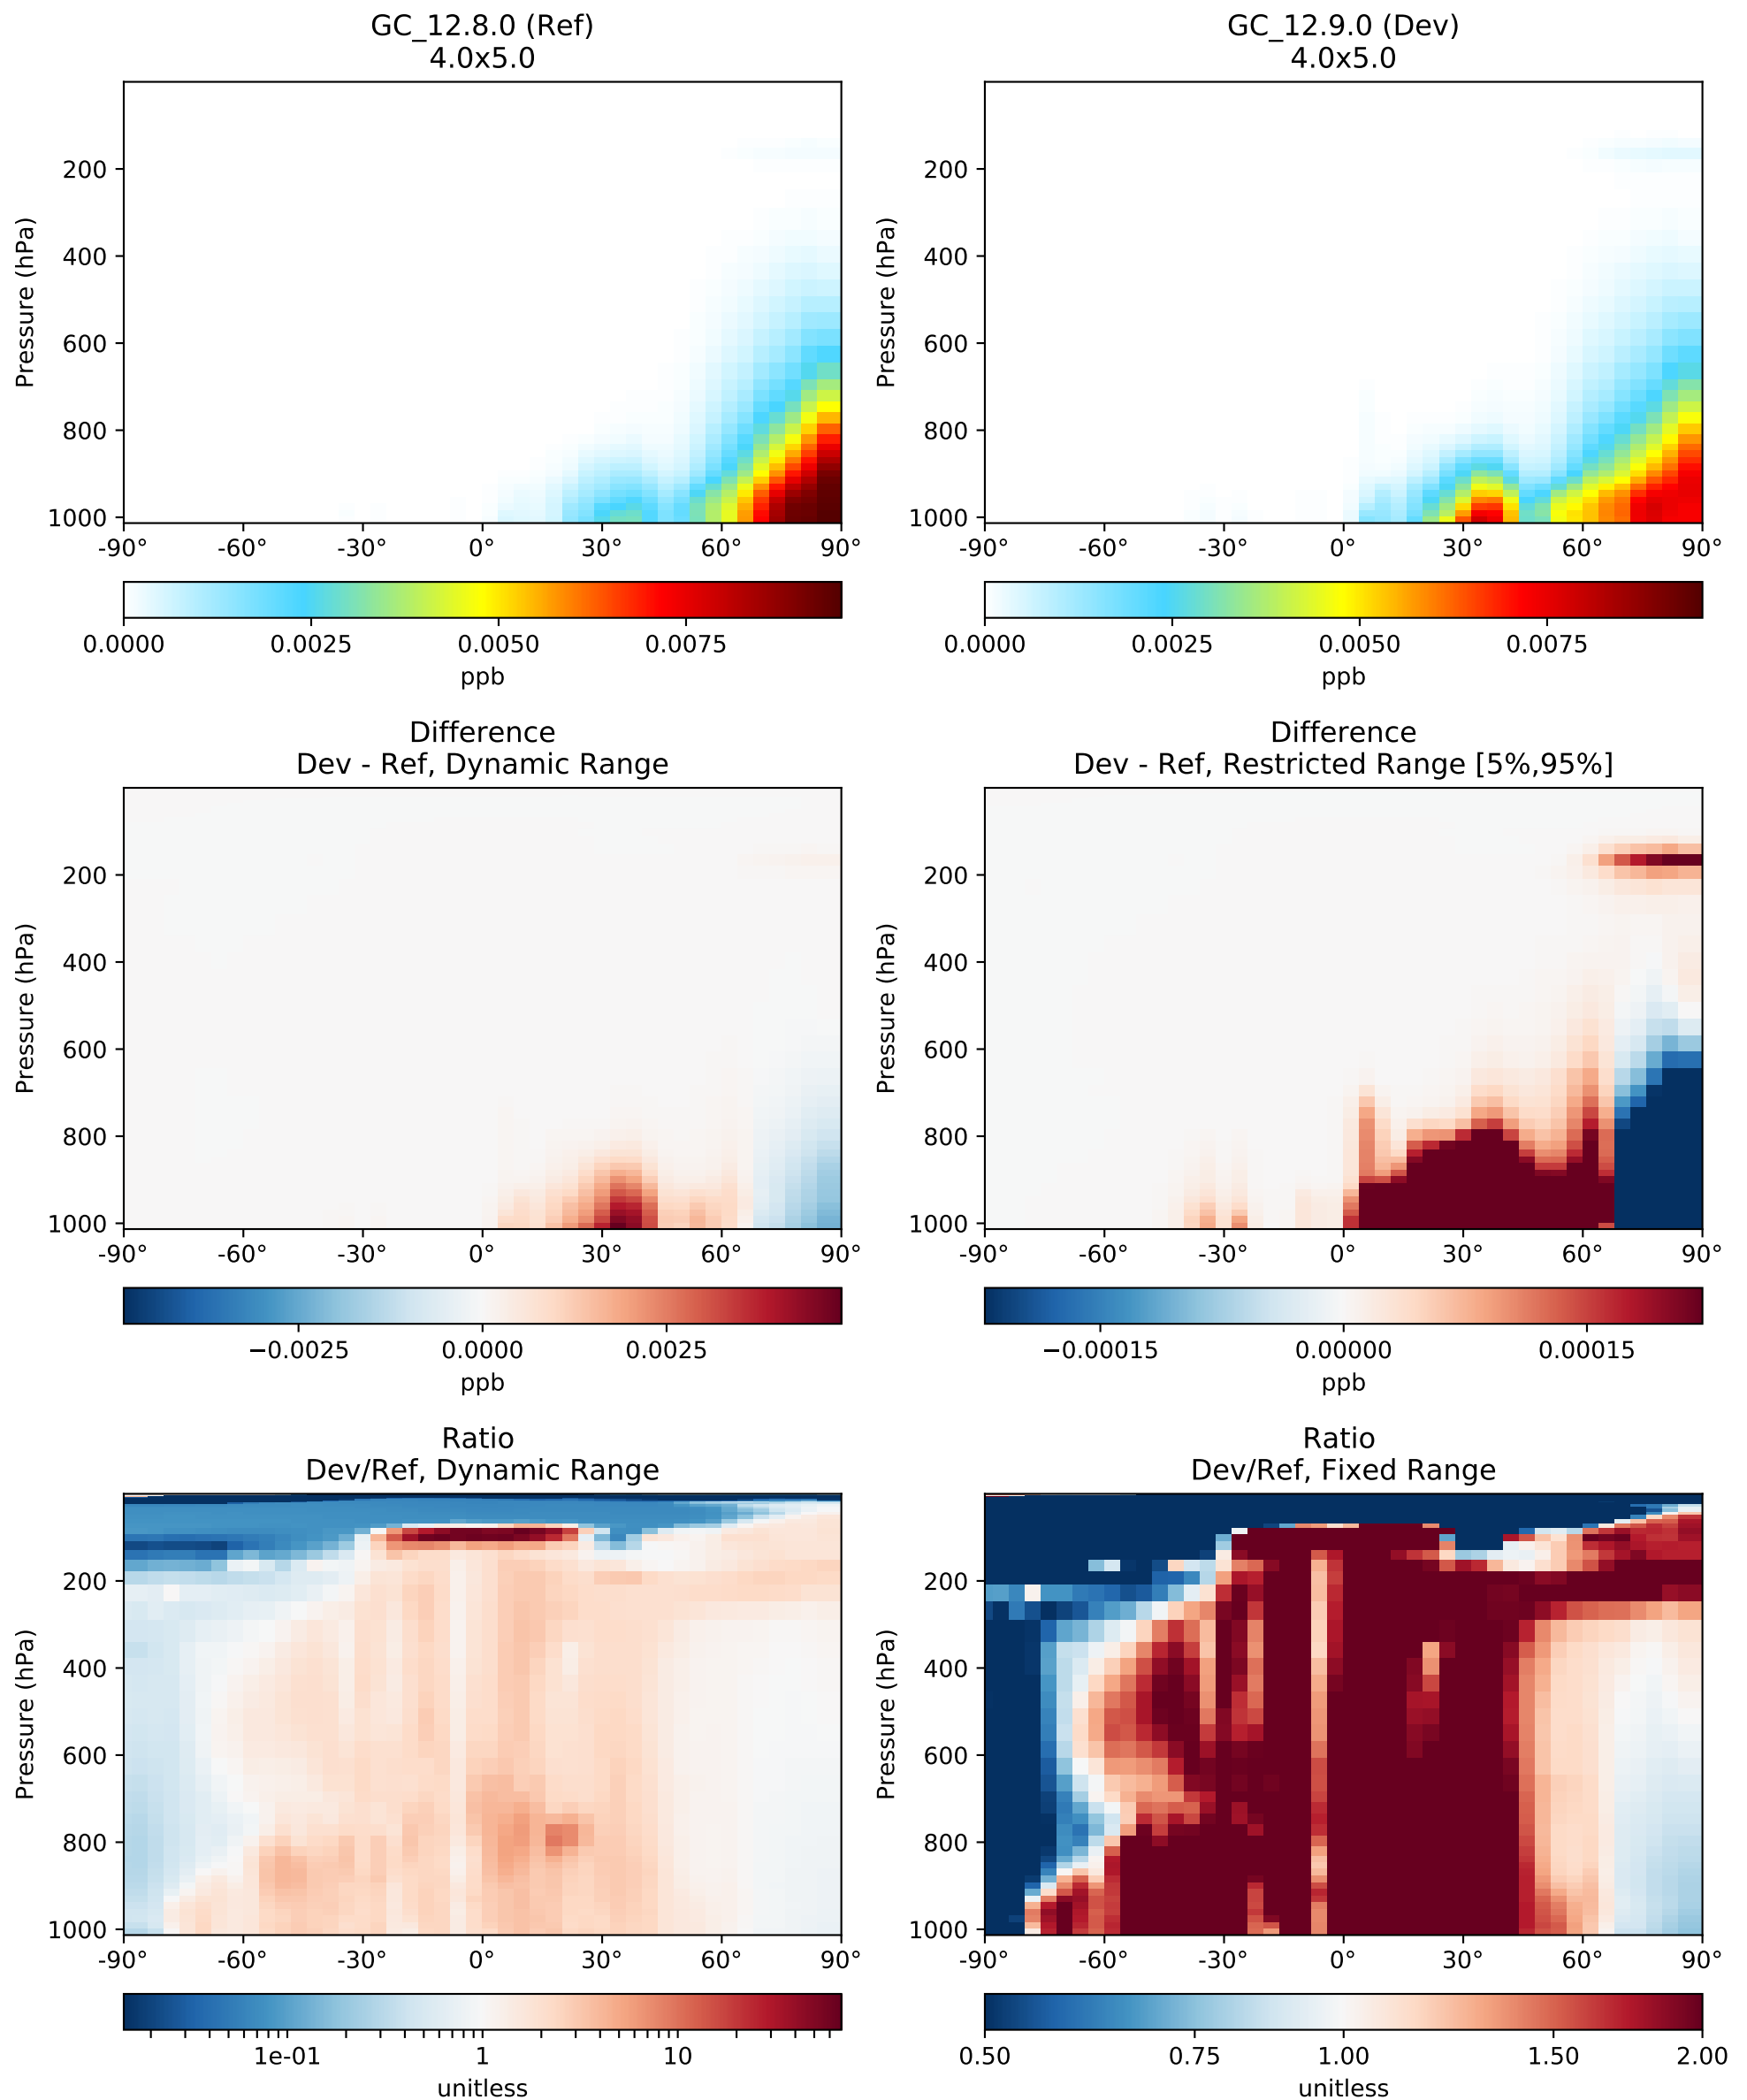 GC_12.8.0 (Ref)
4.0x5.0
Pressure (hPa)
200
400
600
800
1000
-90° -60° -30° 0° 30° 60° 90°
0.0000 0.0025 0.0050 0.0075
ppb
GC_12.9.0 (Dev)
4.0x5.0
Pressure (hPa)
200
400
600
800
1000
-90° -60° -30° 0° 30° 60° 90°
0.0000 0.0025 0.0050 0.0075
ppb
Difference
Dev - Ref, Dynamic Range
Pressure (hPa)
200
400
600
800
1000
-90° -60° -30° 0° 30° 60° 90°
−0.0025 0.0000 0.0025
ppb
Difference
Dev - Ref, Restricted Range [5%,95%]
Pressure (hPa)
200
400
600
800
1000
-90° -60° -30° 0° 30° 60° 90°
−0.00015 0.00000 0.00015
ppb
Ratio
Dev/Ref, Dynamic Range
Pressure (hPa)
200
400
600
800
1000
-90° -60° -30° 0° 30° 60° 90°
1e-01 1 10
unitless
Ratio
Dev/Ref, Fixed Range
Pressure (hPa)
200
400
600
800
1000
-90° -60° -30° 0° 30° 60° 90°
0.50 0.75 1.00 1.50 2.00
unitless